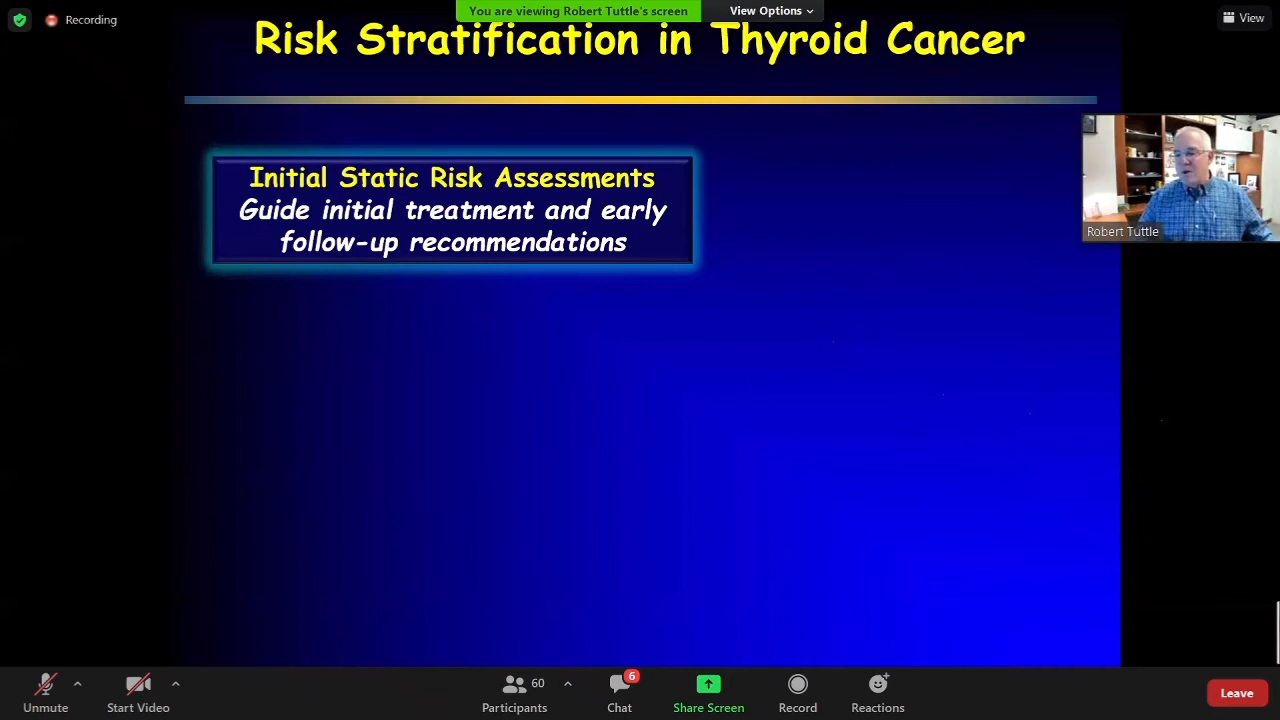 You are viewing Robert Tuttle's screen
View Options
Recording
View
Risk Stratification in Thyroid Cancer
Initial Static Risk Assessments
Guide initial treatment and early
follow-up recommendations
Robert Tuttle
60
6
Unmute
Start Video
Participants
Chat
Share Screen
Record
Reactions
Leave